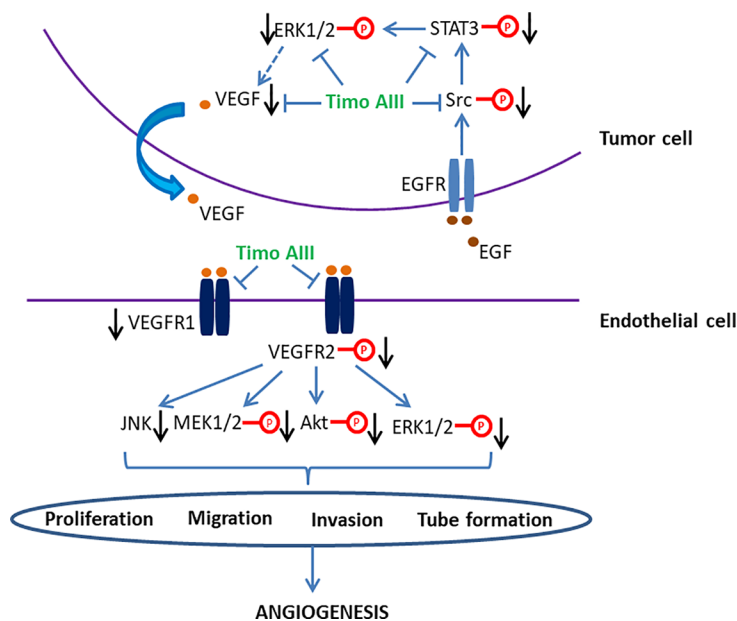 ERK1/2 P STAT3 P
VEGF Timo AIII Src P
Tumor cell
EGFR
VEGF
EGF
Timo AIII
VEGFR1
Endothelial cell
VEGFR2 P
JNK MEK1/2 P Akt P ERK1/2 P
Proliferation Migration Invasion Tube formation
ANGIOGENESIS